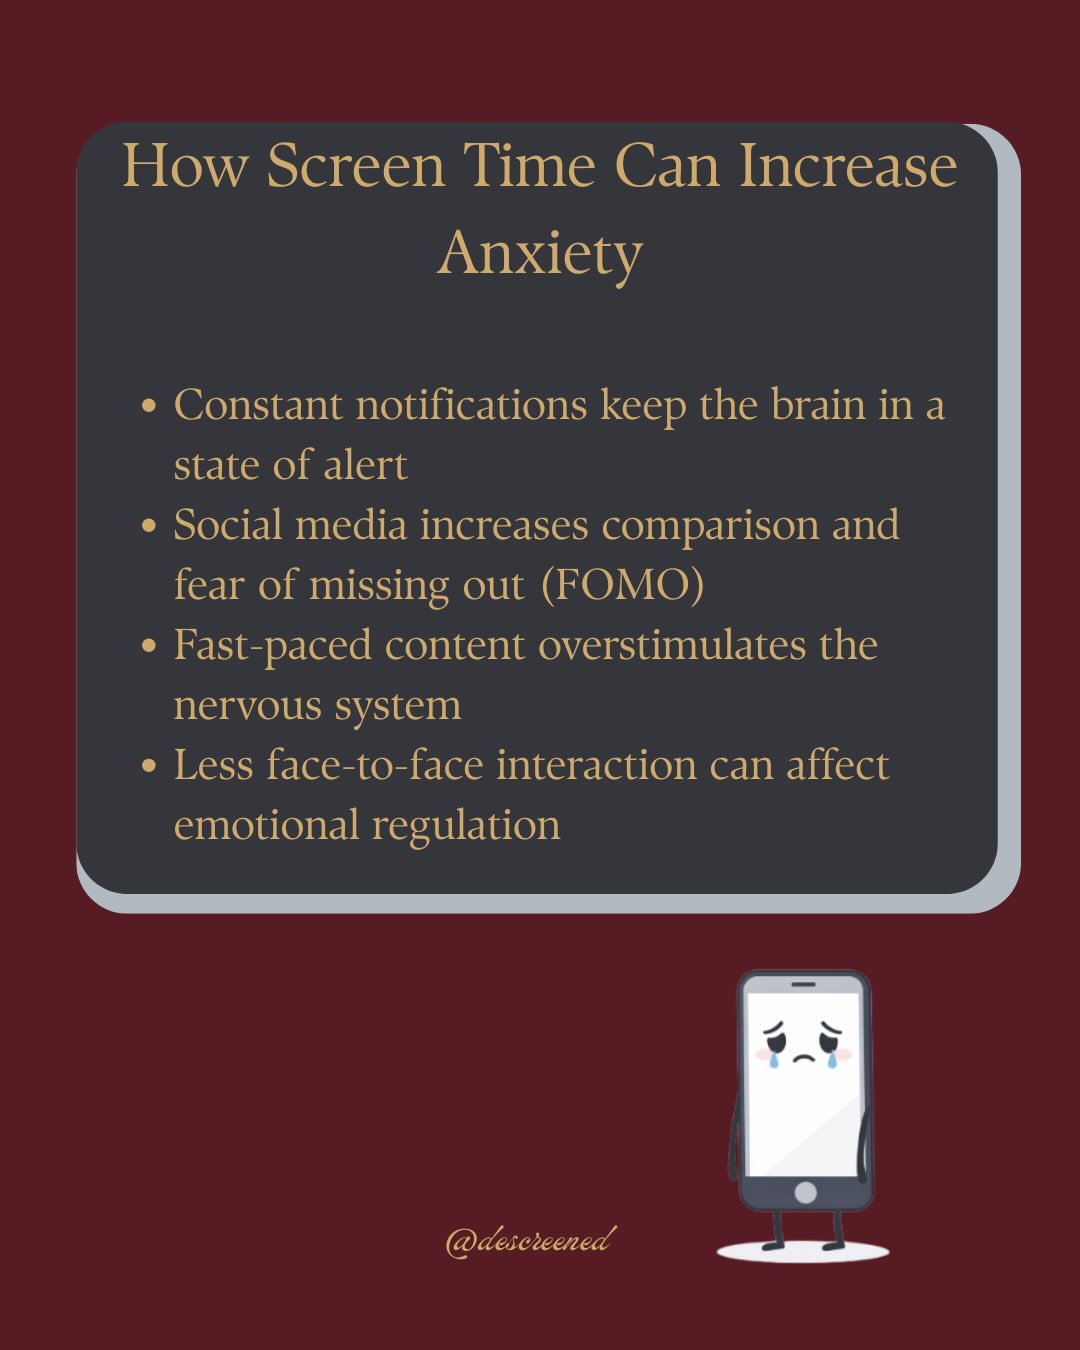 How Screen Time Can Increase
Anxiety
• Constant notifications keep the brain in a
state of alert
• Social media increases comparison and
fear of missing out (FOMO)
• Fast-paced content overstimulates the
nervous system
• Less face-to-face interaction can affect
emotional regulation
@descreened